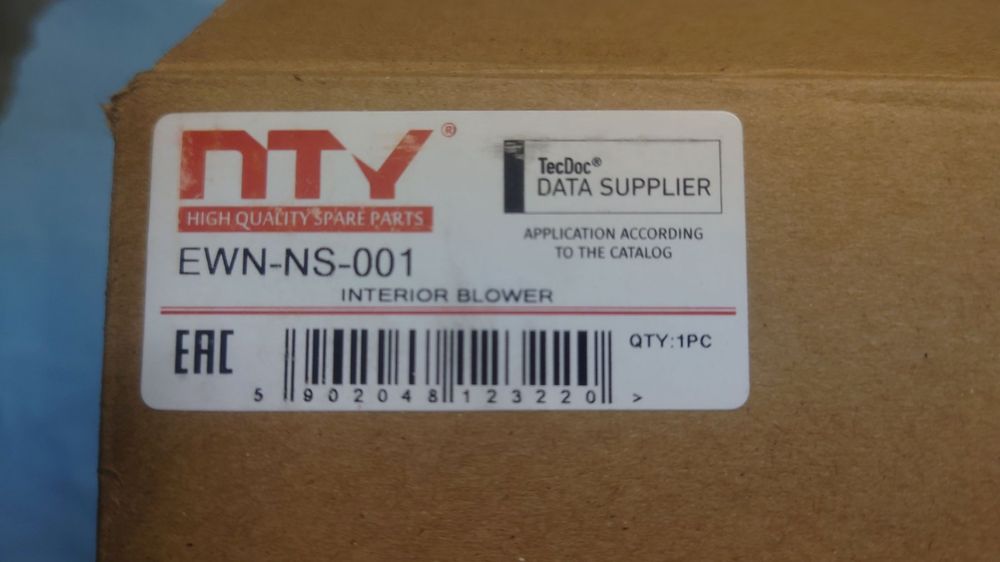 NTY®
HIGH QUALITY SPARE PARTS
TecDoc®
DATA SUPPLIER
APPLICATION ACCORDING
TO THE CATALOG
EWN-NS-001
INTERIOR BLOWER
EAC
QTY:1PC
5 902048 123220 >